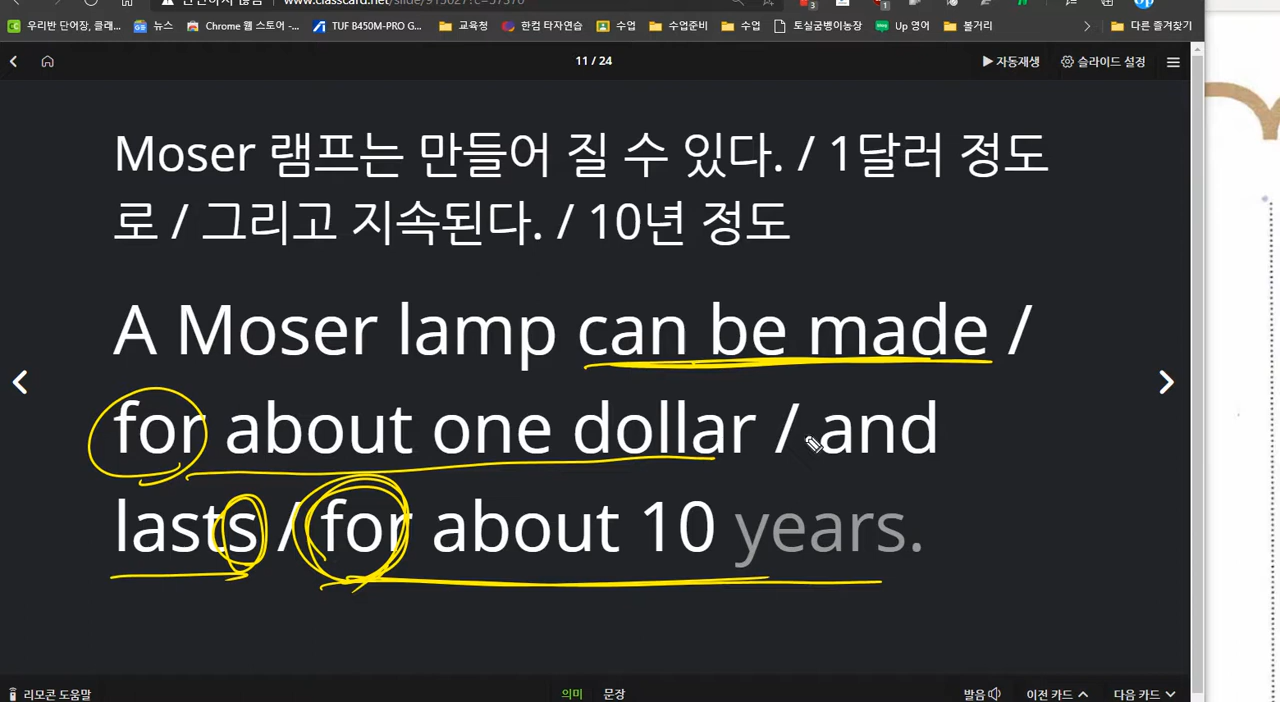 우리반 단어장, 클래... 뉴스 Chrome 웹 스토어 -... TUF B450M-PRO G... 교육청 한컴 타자연습 수업 수업준비 수업 토실굼벵이농장 Up 영어 볼거리 다른 즐겨찾기
11 / 24 자동재생 슬라이드 설정
Moser 램프는 만들어 질 수 있다. / 1달러 정도
로 / 그리고 지속된다. / 10년 정도
A Moser lamp can be made /
for about one dollar / and
lasts / for about 10 years.
리모콘 도움말 의미 문장 발음 이전 카드 다음 카드